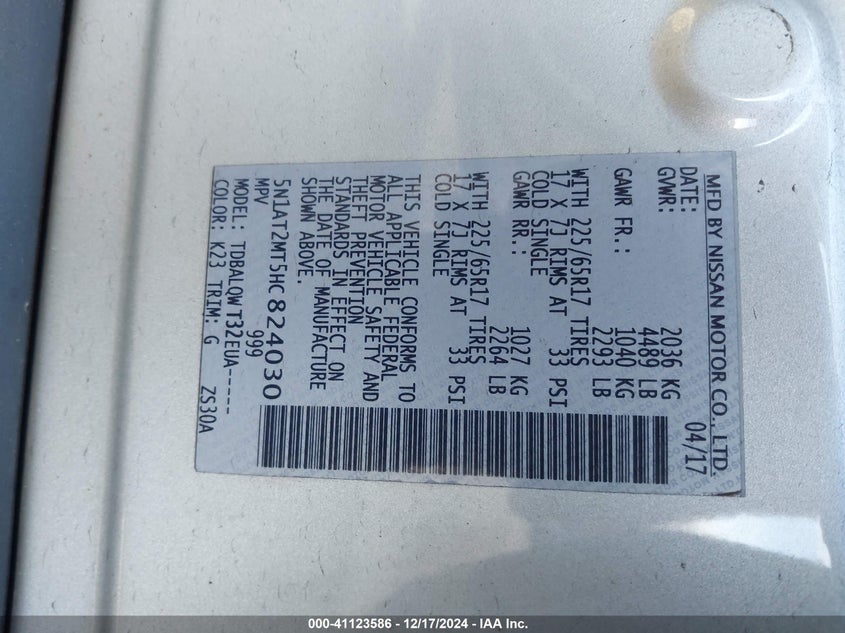 MFD BY NISSAN MOTOR CO., LTD.
DATE: 04/17
GVWR: 2036 KG
4489 LB
GAWR FR.: 1040 KG
2293 LB
WITH 225/65R17 TIRES
17 X 7J RIMS AT 33 PSI
COLD SINGLE
GAWR RR.: 1027 KG
2264 LB
WITH 225/65R17 TIRES
17 X 7J RIMS AT 33 PSI
COLD SINGLE
THIS VEHICLE CONFORMS TO
ALL APPLICABLE FEDERAL
MOTOR VEHICLE SAFETY AND
THEFT PREVENTION
STANDARDS IN EFFECT ON
THE DATE OF MANUFACTURE
SHOWN ABOVE.
5N1AT2MT5HC824030
MPV 999
MODEL: TDBALQWT32EUA-----
COLOR: K23 TRIM: G ZS30A
000-41123586 - 12/17/2024 - IAA Inc.